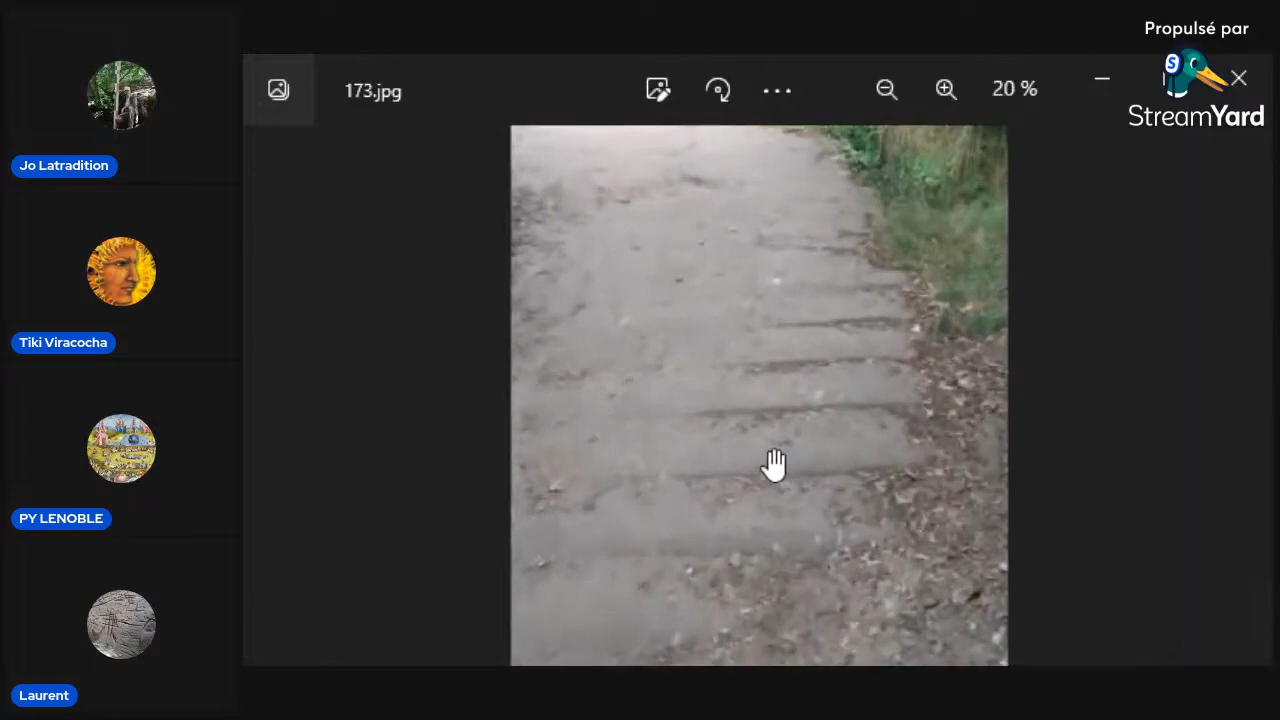 Propulsé par
StreamYard
173.jpg
20 %
Jo Latradition
Tiki Viracocha
PY LENOBLE
Laurent